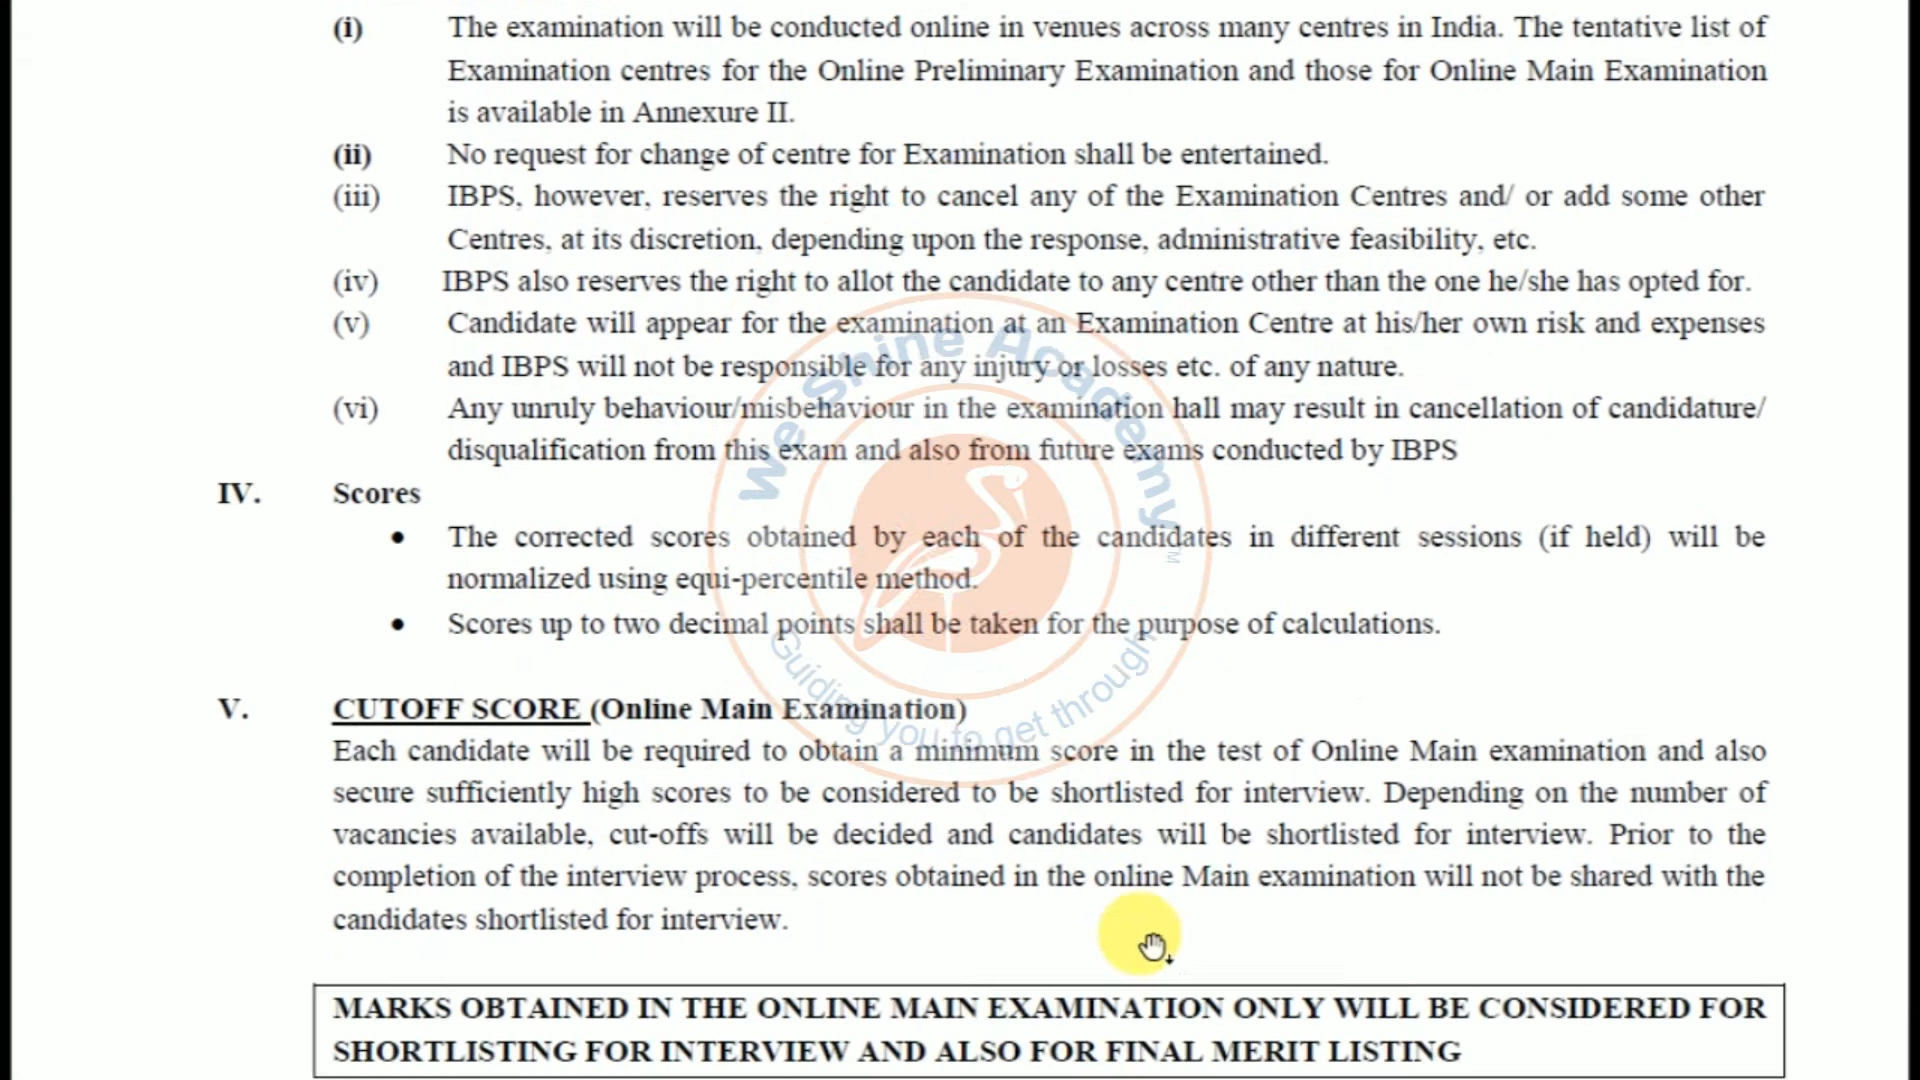 (i) The examination will be conducted online in venues across many centres in India. The tentative list of
Examination centres for the Online Preliminary Examination and those for Online Main Examination
is available in Annexure II.
(ii) No request for change of centre for Examination shall be entertained.
(iii) IBPS, however, reserves the right to cancel any of the Examination Centres and/ or add some other
Centres, at its discretion, depending upon the response, administrative feasibility, etc.
(iv) IBPS also reserves the right to allot the candidate to any centre other than the one he/she has opted for.
(v) Candidate will appear for the examination at an Examination Centre at his/her own risk and expenses
and IBPS will not be responsible for any injury or losses etc. of any nature.
(vi) Any unruly behaviour/misbehaviour in the examination hall may result in cancellation of candidature/
disqualification from this exam and also from future exams conducted by IBPS
We Shine Academy
TM
Guiding you to get through
IV. Scores
• The corrected scores obtained by each of the candidates in different sessions (if held) will be
normalized using equi-percentile method.
• Scores up to two decimal points shall be taken for the purpose of calculations.
V. CUTOFF SCORE (Online Main Examination)
Each candidate will be required to obtain a minimum score in the test of Online Main examination and also
secure sufficiently high scores to be considered to be shortlisted for interview. Depending on the number of
vacancies available, cut-offs will be decided and candidates will be shortlisted for interview. Prior to the
completion of the interview process, scores obtained in the online Main examination will not be shared with the
candidates shortlisted for interview.
MARKS OBTAINED IN THE ONLINE MAIN EXAMINATION ONLY WILL BE CONSIDERED FOR
SHORTLISTING FOR INTERVIEW AND ALSO FOR FINAL MERIT LISTING